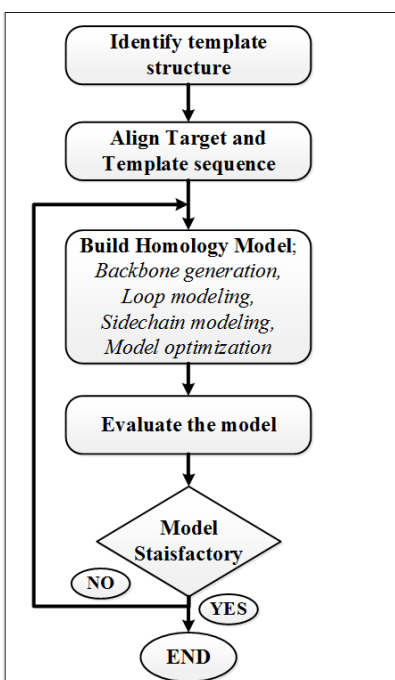 Identify template
structure
Align Target and
Template sequence
Build Homology Model;
Backbone generation,
Loop modeling,
Sidechain modeling,
Model optimization
Evaluate the model
Model
Staisfactory
NO
YES
END